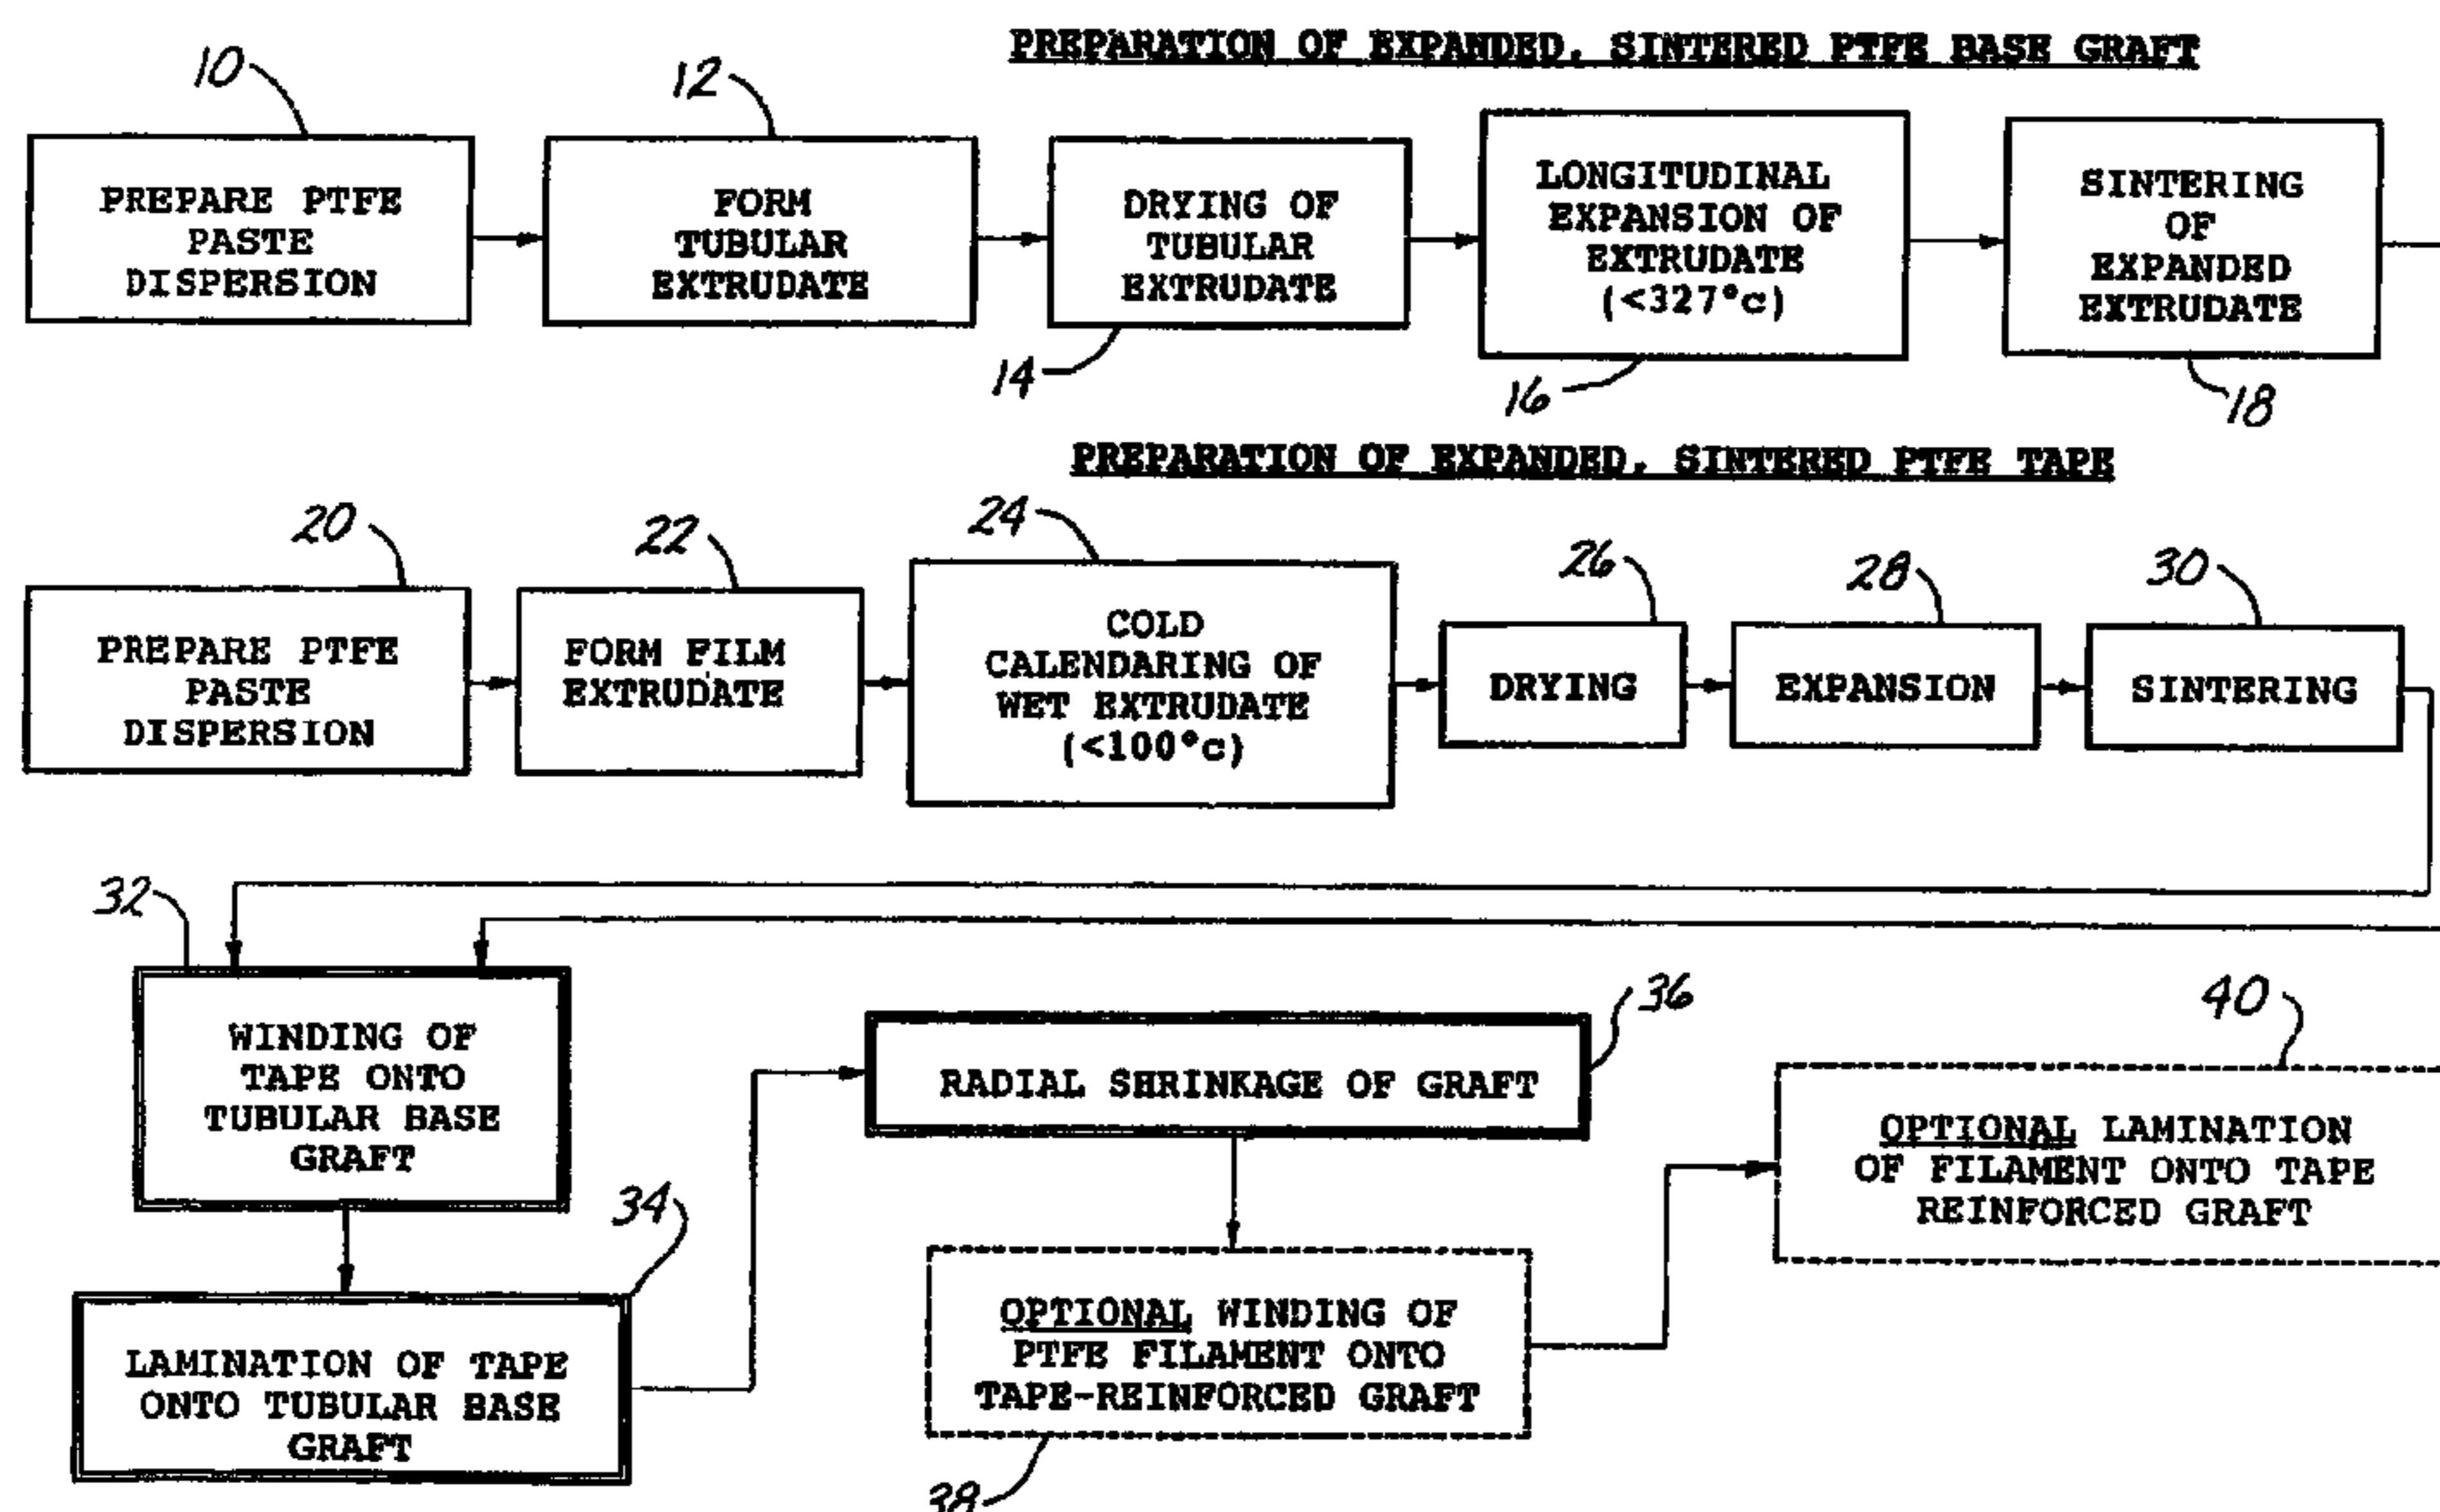 PREPARATION OF EXPANDED, SINTERED PTFE BASE GRAFT
10
12
PREPARE PTFE
PASTE
DISPERSION
FORM
TUBULAR
EXTRUDATE
DRYING OF
TUBULAR
EXTRUDATE
LONGITUDINAL
EXPANSION OF
EXTRUDATE
(<327°c)
SINTERING
OF
EXPANDED
EXTRUDATE
14
16
18
PREPARATION OF EXPANDED, SINTERED PTFE TAPE
20
22
24
26
28
30
PREPARE PTFE
PASTE
DISPERSION
FORM FILM
EXTRUDATE
COLD
CALENDARING OF
WET EXTRUDATE
(<100°c)
DRYING
EXPANSION
SINTERING
32
WINDING OF
TAPE ONTO
TUBULAR BASE
GRAFT
34
LAMINATION OF TAPE
ONTO TUBULAR BASE
GRAFT
36
RADIAL SHRINKAGE OF GRAFT
OPTIONAL WINDING OF
PTFE FILAMENT ONTO
TAPE-REINFORCED GRAFT
38
40
OPTIONAL LAMINATION
OF FILAMENT ONTO TAPE
REINFORCED GRAFT